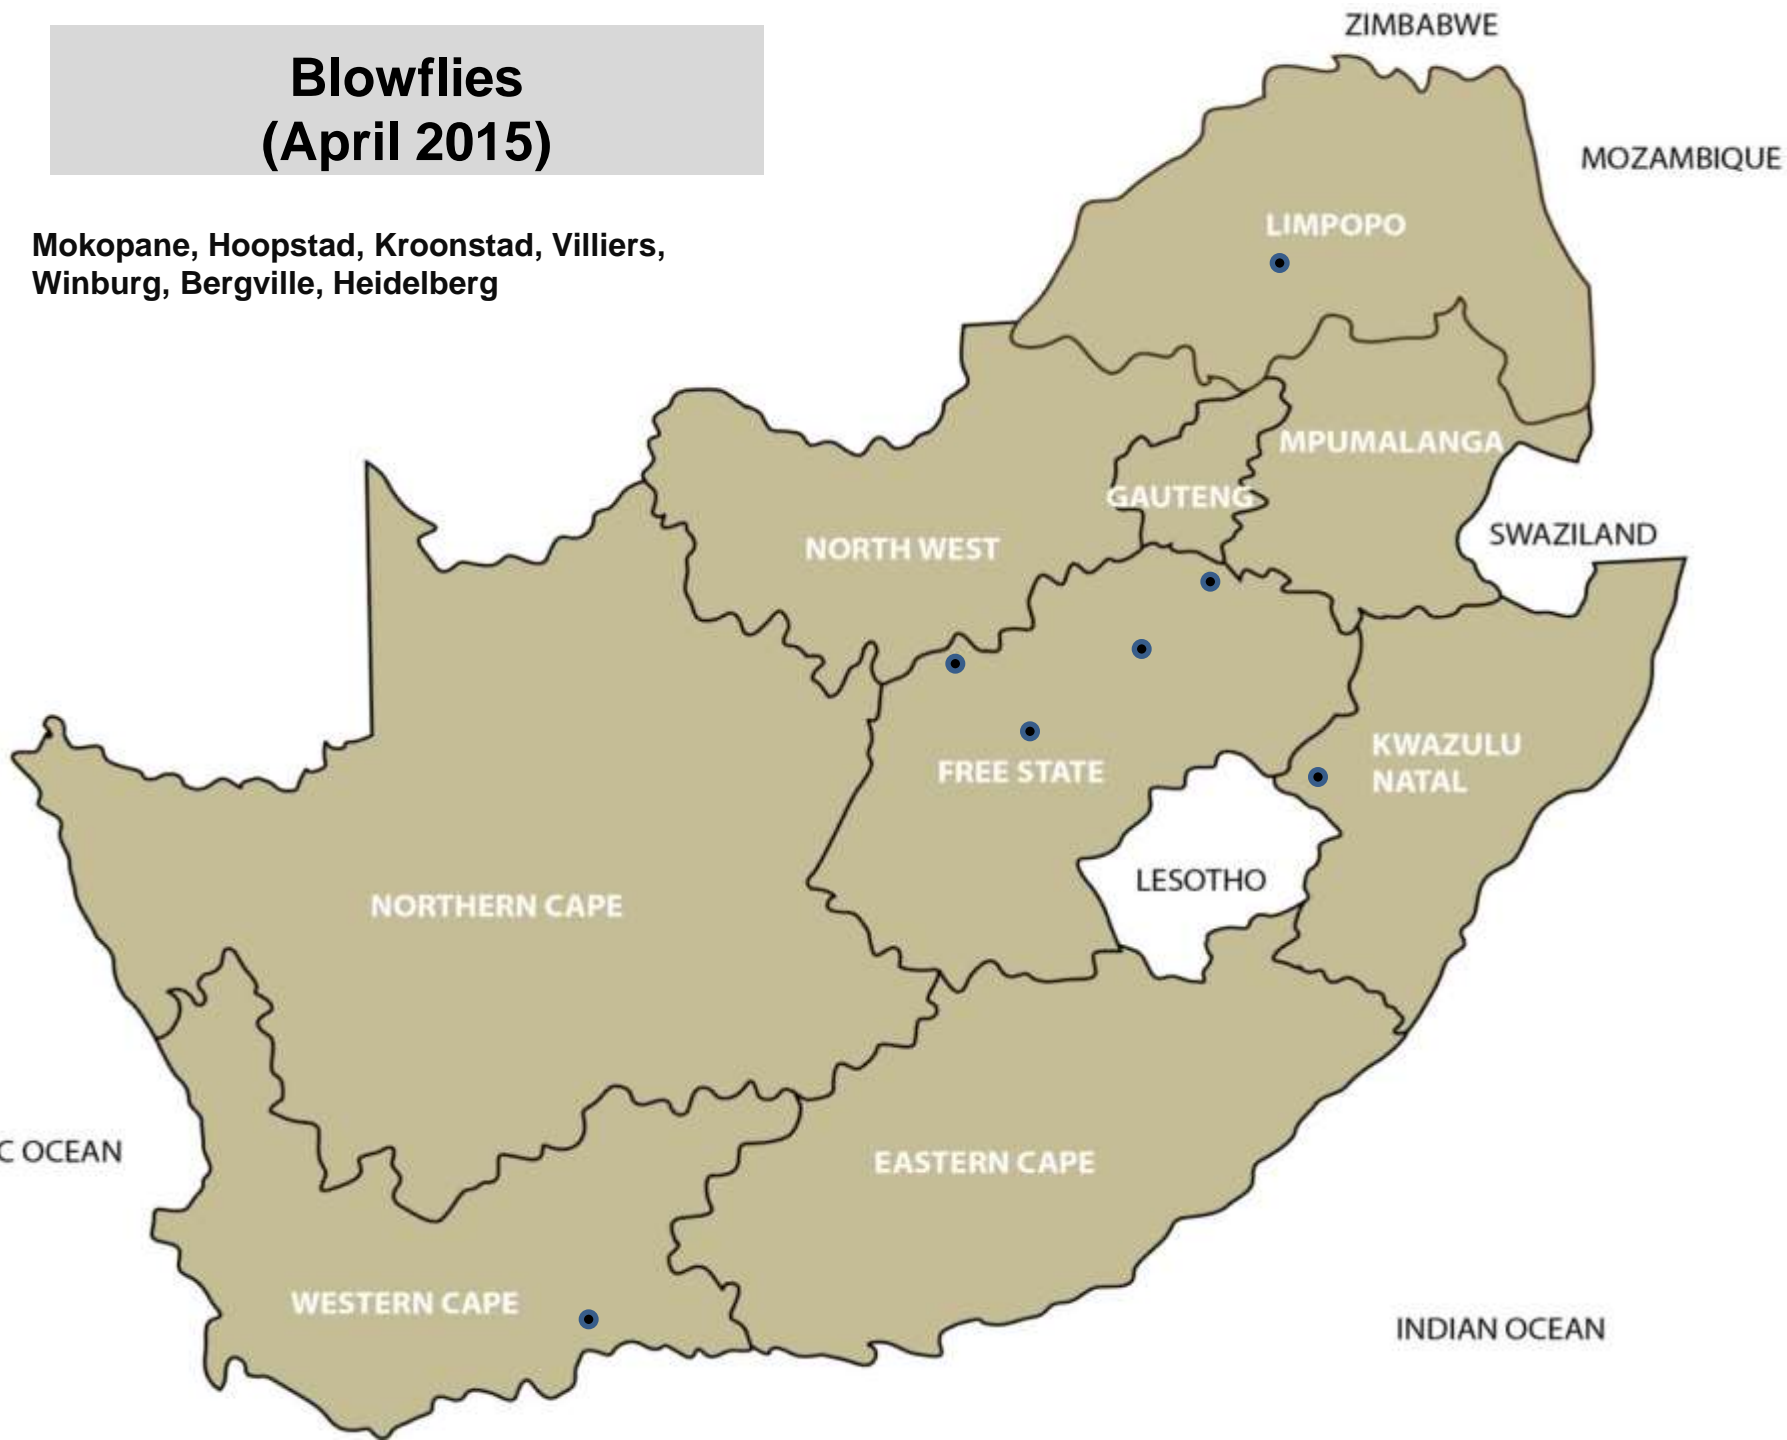 Blowflies
(April 2015)
Mokopane, Hoopstad, Kroonstad, Villiers,
Winburg, Bergville, Heidelberg
ZIMBABWE
MOZAMBIQUE
LIMPOPO
MPUMALANGA
GAUTENG
SWAZILAND
NORTH WEST
KWAZULU
NATAL
FREE STATE
LESOTHO
NORTHERN CAPE
C OCEAN
EASTERN CAPE
WESTERN CAPE
INDIAN OCEAN